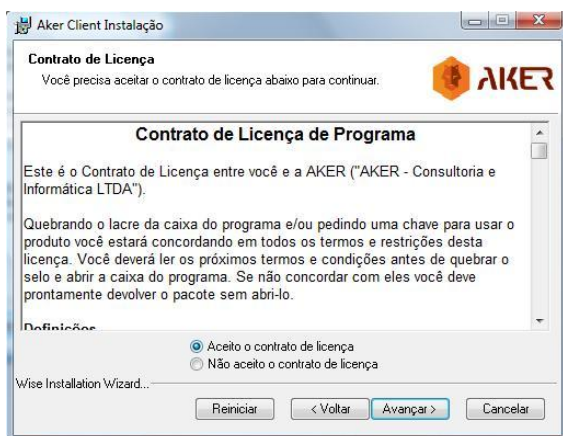 Aker Client Instalação
Contrato de Licença
Você precisa aceitar o contrato de licença abaixo para continuar.
AKER
Contrato de Licença de Programa
Este é o Contrato de Licença entre você e a AKER ("AKER - Consultoria e
Informática LTDA").
Quebrando o lacre da caixa do programa e/ou pedindo uma chave para usar o
produto você estará concordando em todos os termos e restrições desta
licença. Você deverá ler os próximos termos e condições antes de quebrar o
selo e abrir a caixa do programa. Se não concordar com eles você deve
prontamente devolver o pacote sem abri-lo.
Definições
Aceito o contrato de licença
Não aceito o contrato de licença
Wise Installation Wizard...
Reiniciar
< Voltar
Avançar >
Cancelar